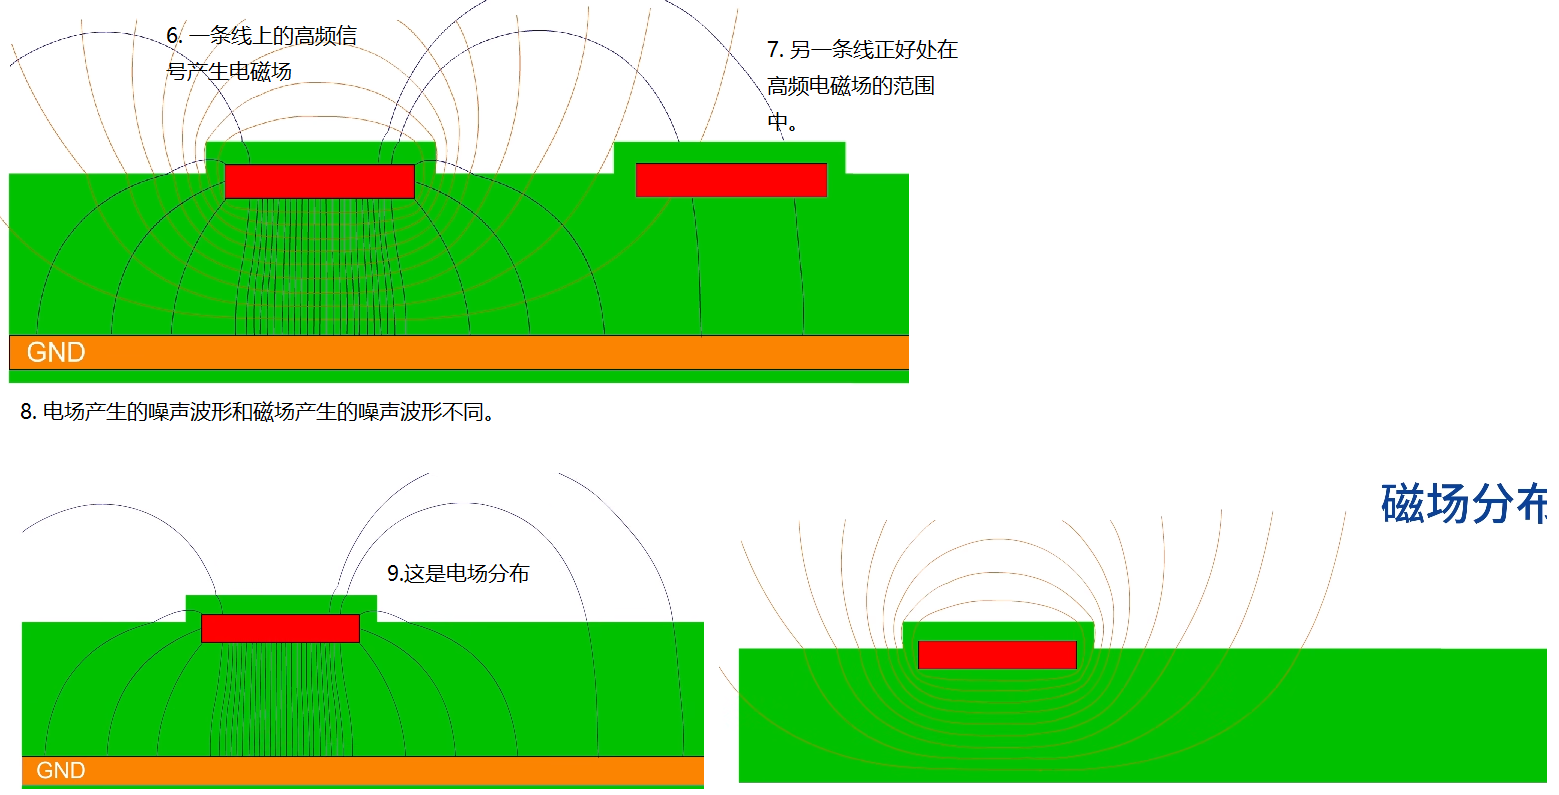 6. 一条线上的高频信
号产生电磁场
7. 另一条线正好处在
高频电磁场的范围
中。
GND
8. 电场产生的噪声波形和磁场产生的噪声波形不同。
磁场分布
9.这是电场分布
GND